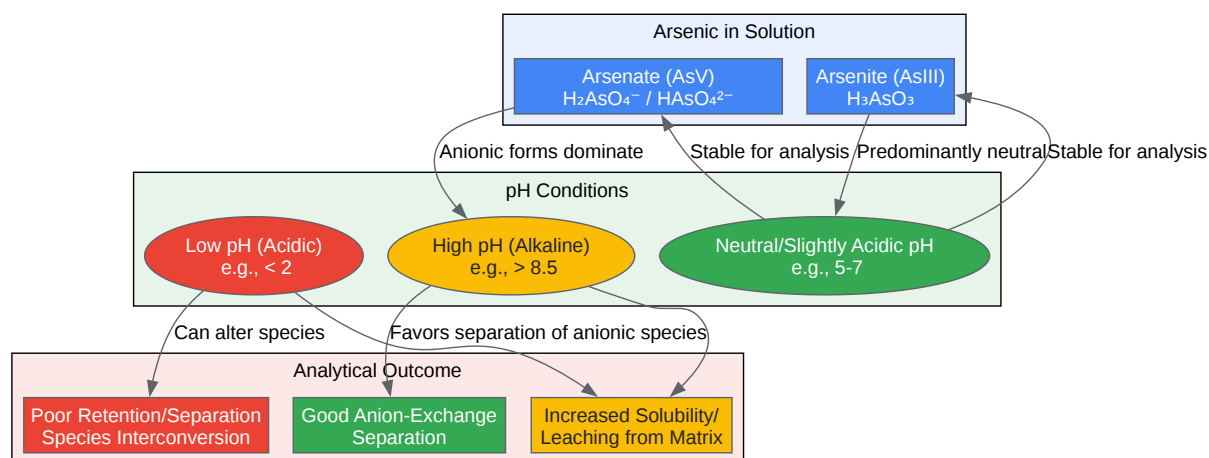 Arsenic in Solution
Arsenate (AsV)
H₂AsO₄⁻ / HAsO₄²⁻
Arsenite (AsIII)
H₃AsO₃
Anionic forms dominate
Stable for analysis
Predominantly neutral
Stable for analysis
pH Conditions
Low pH (Acidic)
e.g., < 2
High pH (Alkaline)
e.g., > 8.5
Neutral/Slightly Acidic pH
e.g., 5-7
Can alter species
Favors separation of anionic species
Analytical Outcome
Poor Retention/Separation
Species Interconversion
Good Anion-Exchange
Separation
Increased Solubility/
Leaching from Matrix